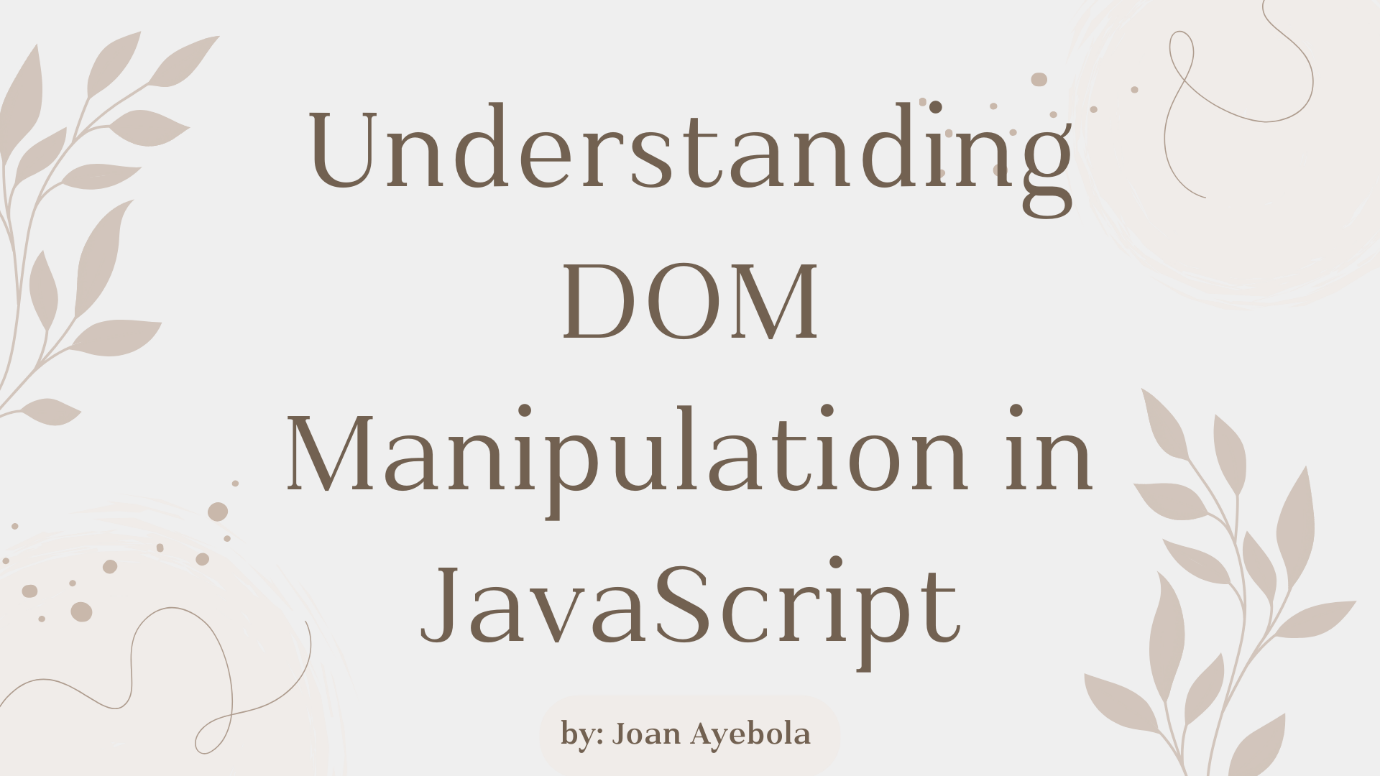 Understanding
DOM
Manipulation in
JavaScript
by: Joan Ayebola